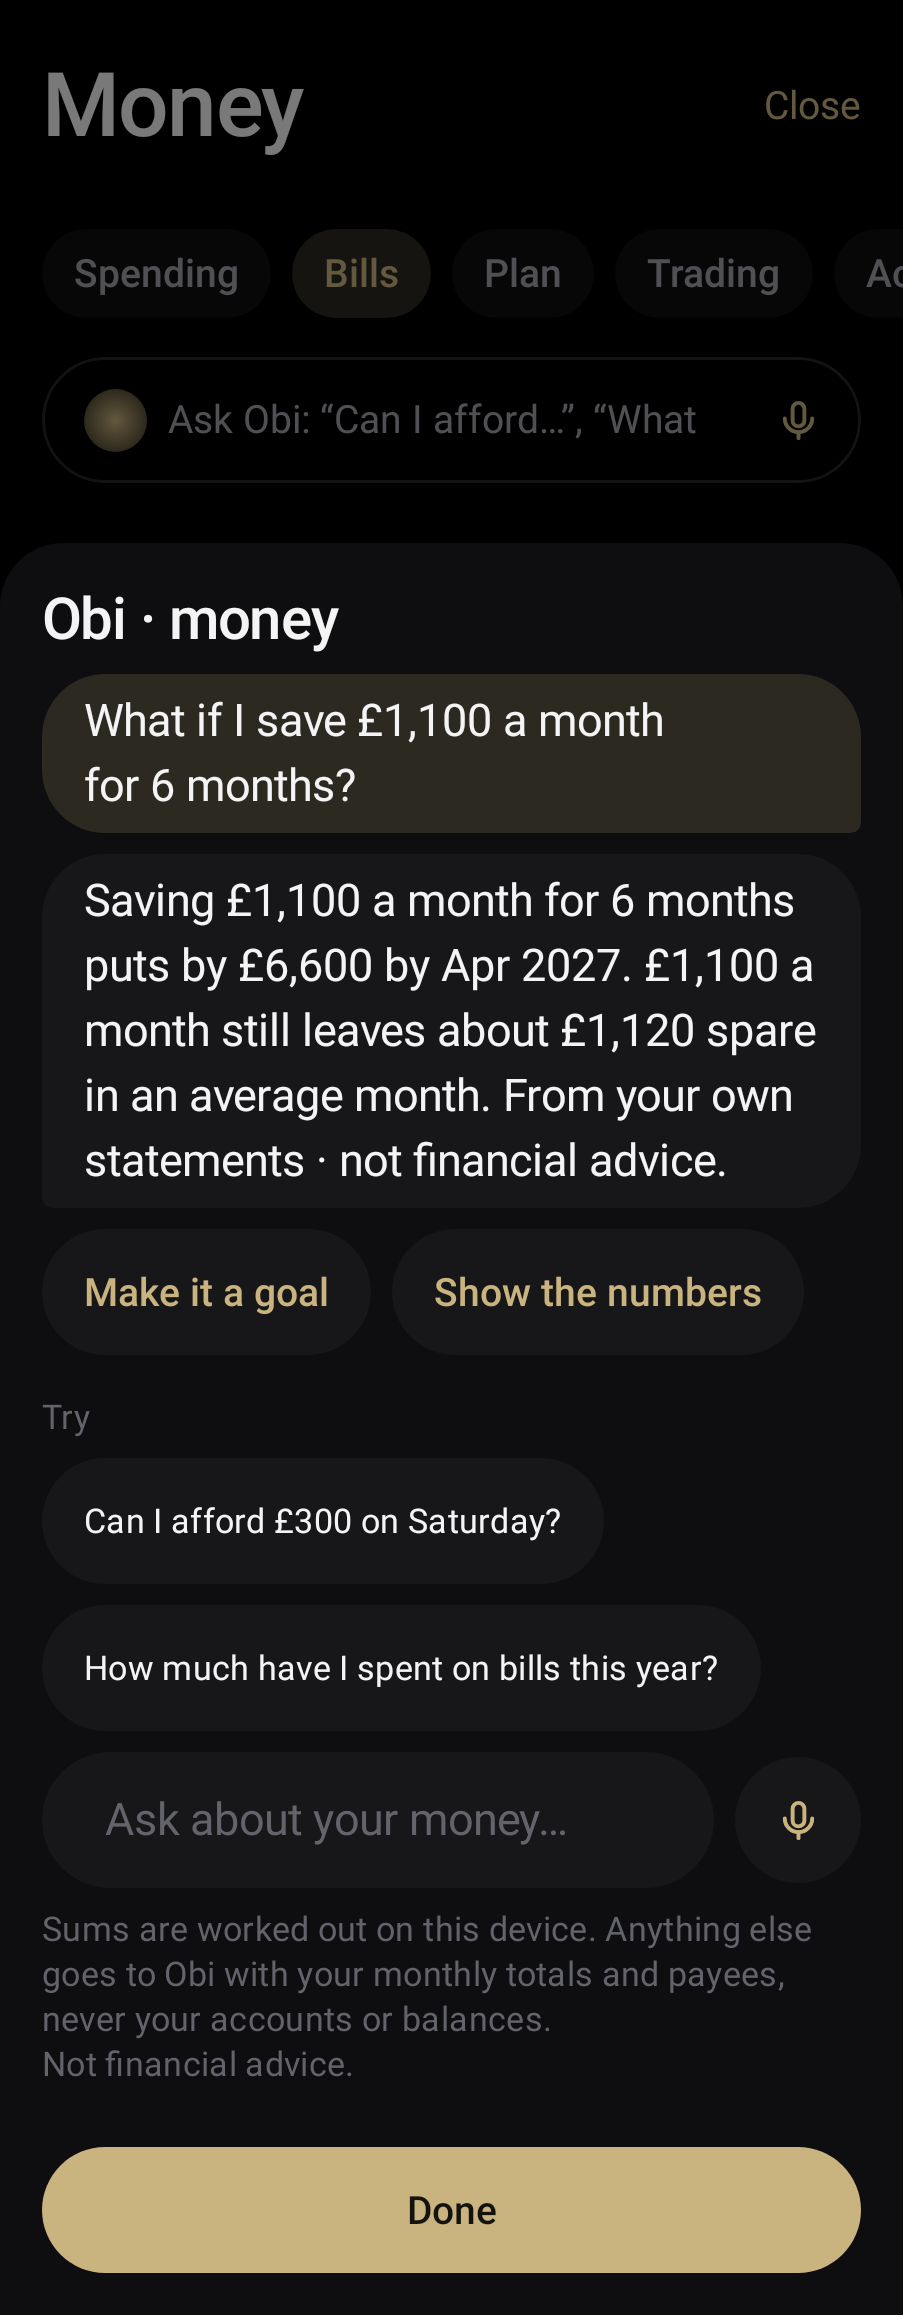 Money
Close
Spending
Bills
Plan
Trading
Ask Obi: “Can I afford...”, “What
Obi · money
What if I save £1,100 a month
for 6 months?
Saving £1,100 a month for 6 months
puts by £6,600 by Apr 2027. £1,100 a
month still leaves about £1,120 spare
in an average month. From your own
statements · not financial advice.
Make it a goal
Show the numbers
Try
Can I afford £300 on Saturday?
How much have I spent on bills this year?
Ask about your money...
Sums are worked out on this device. Anything else
goes to Obi with your monthly totals and payees,
never your accounts or balances.
Not financial advice.
Done